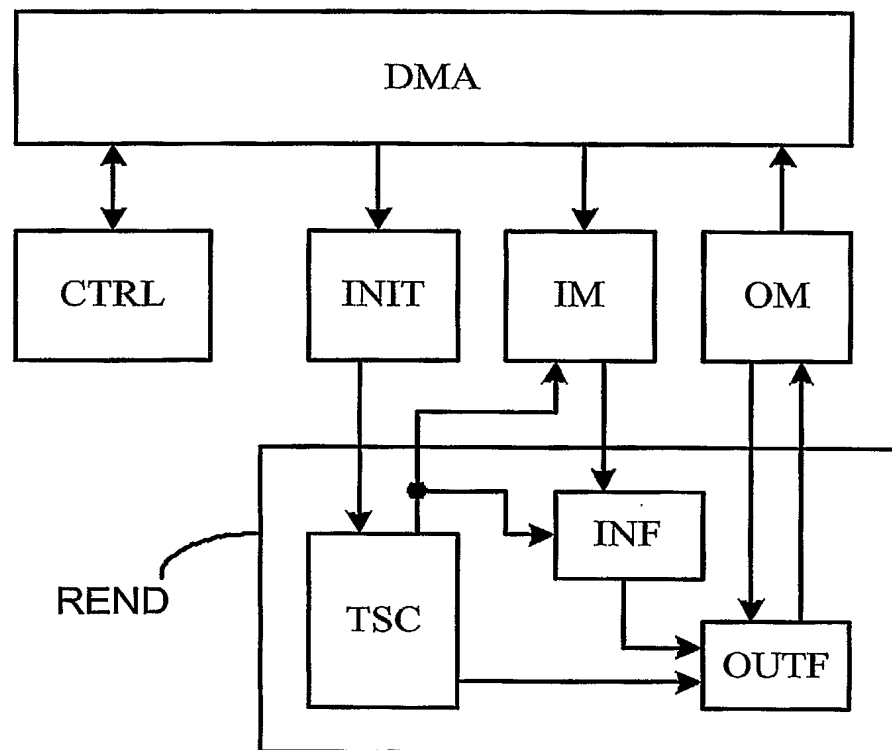 DMA
CTRL
INIT
IM
OM
INF
REND
TSC
OUTF